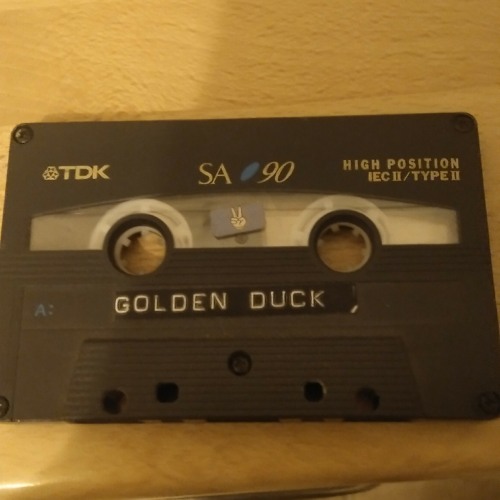 TDK
SA 90
HIGH POSITION
IEC II / TYPE II
A:
GOLDEN DUCK